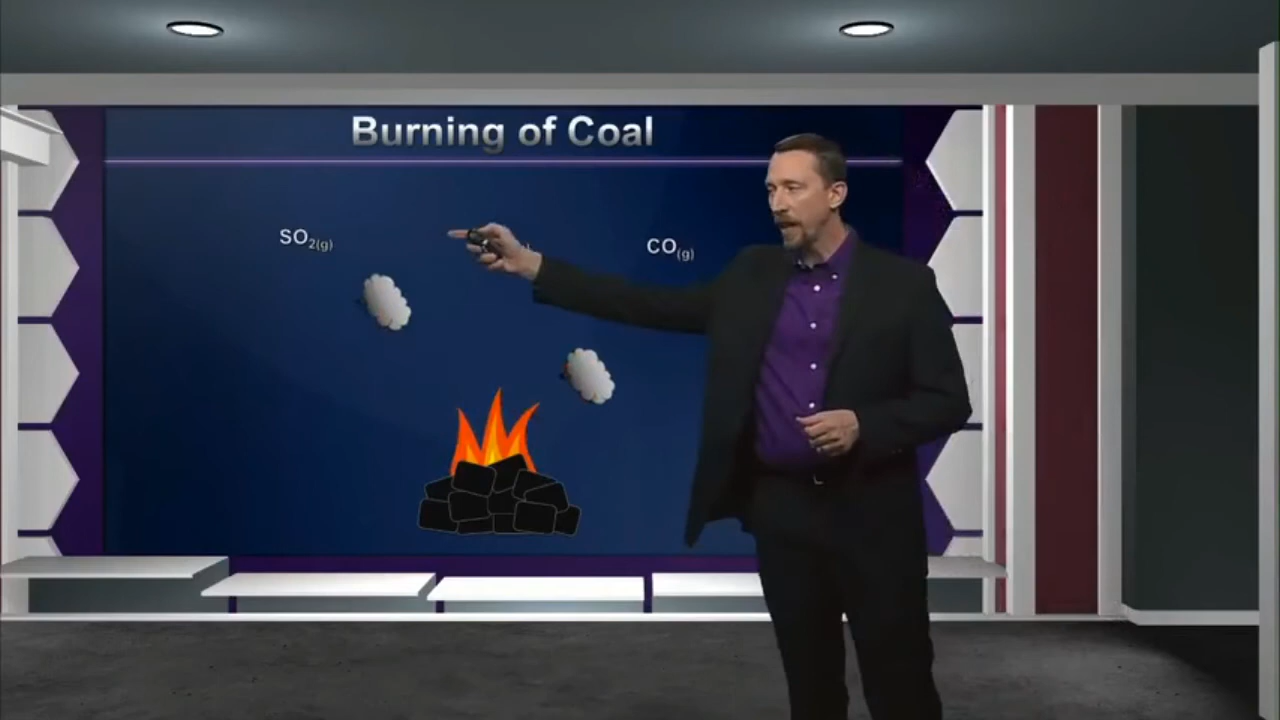 Burning of Coal
SO₂(g) CO(g)